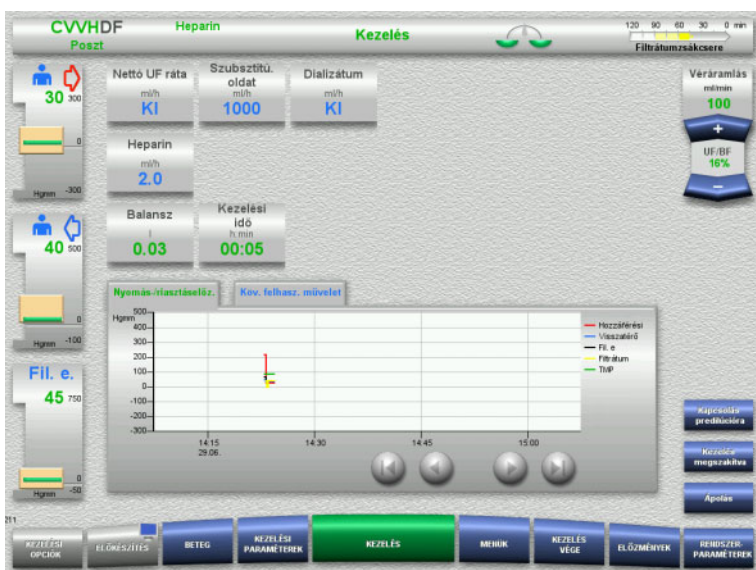 CVVHDF
Poszt
Heparin
Kezelés
120 90 60 30 0 min
Filtrátumzsákcsere
30
300
0
-300
Hgmm
Nettó UF ráta
ml/h
KI
Szubsztitú.
oldat
ml/h
1000
Dializátum
ml/h
KI
Véráramlás
ml/min
100
+
UF/BF
16%
−
Heparin
ml/h
2.0
40
500
0
-100
Hgmm
Balansz
l
0.03
Kezelési
idő
h:min
00:05
Nyomás-/riasztáselőz.
Köv. felhasz. művelet
Hgmm
500
400
300
200
100
0
-100
-200
-300
14:15
29.06.
14:30
14:45
15:00
Hozzáférési
Visszatérő
Fil. e
Filtrátum
TMP
Fil. e.
45
750
0
-50
Hgmm
Kapcsolás
predilúcióra
Kezelés
megszakítva
Ápolás
211
KEZELÉSI
OPCIÓK
ELŐKÉSZÍTÉS
BETEG
KEZELÉSI
PARAMÉTEREK
KEZELÉS
MENÜK
KEZELÉS
VÉGE
ELŐZMÉNYEK
RENDSZER-
PARAMÉTEREK